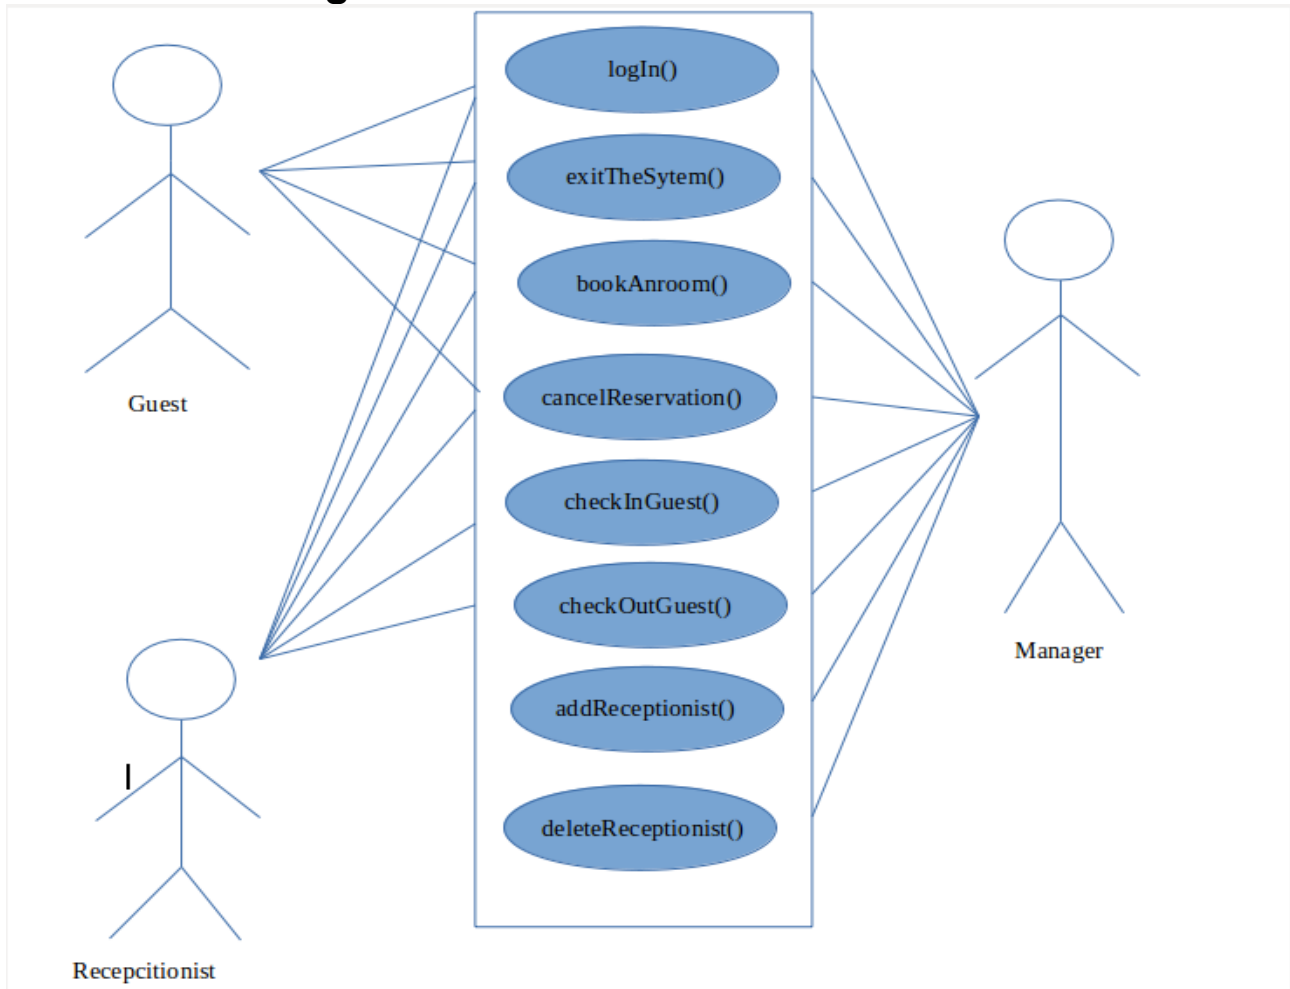 g
logIn()
exitTheSytem()
bookAnroom()
cancelReservation()
checkInGuest()
checkOutGuest()
addReceptionist()
deleteReceptionist()
Guest
Manager
l
Recepcitionist